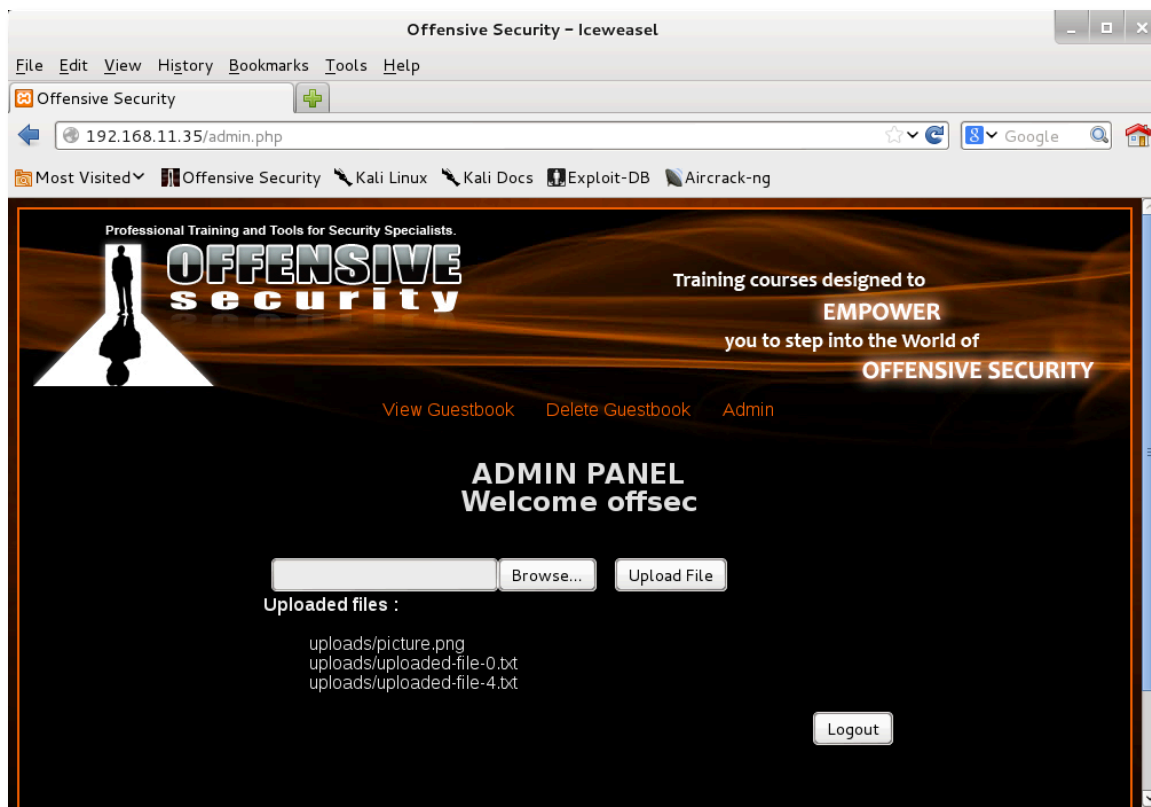 Offensive Security – Iceweasel
File Edit View History Bookmarks Tools Help
Offensive Security
192.168.11.35/admin.php
8 Google
Most Visited Offensive Security Kali Linux Kali Docs Exploit-DB Aircrack-ng
Professional Training and Tools for Security Specialists.
OFFENSIVE
security
Training courses designed to
EMPOWER
you to step into the World of
OFFENSIVE SECURITY
View Guestbook Delete Guestbook Admin
ADMIN PANEL
Welcome offsec
Browse... Upload File
Uploaded files :
uploads/picture.png
uploads/uploaded-file-0.txt
uploads/uploaded-file-4.txt
Logout